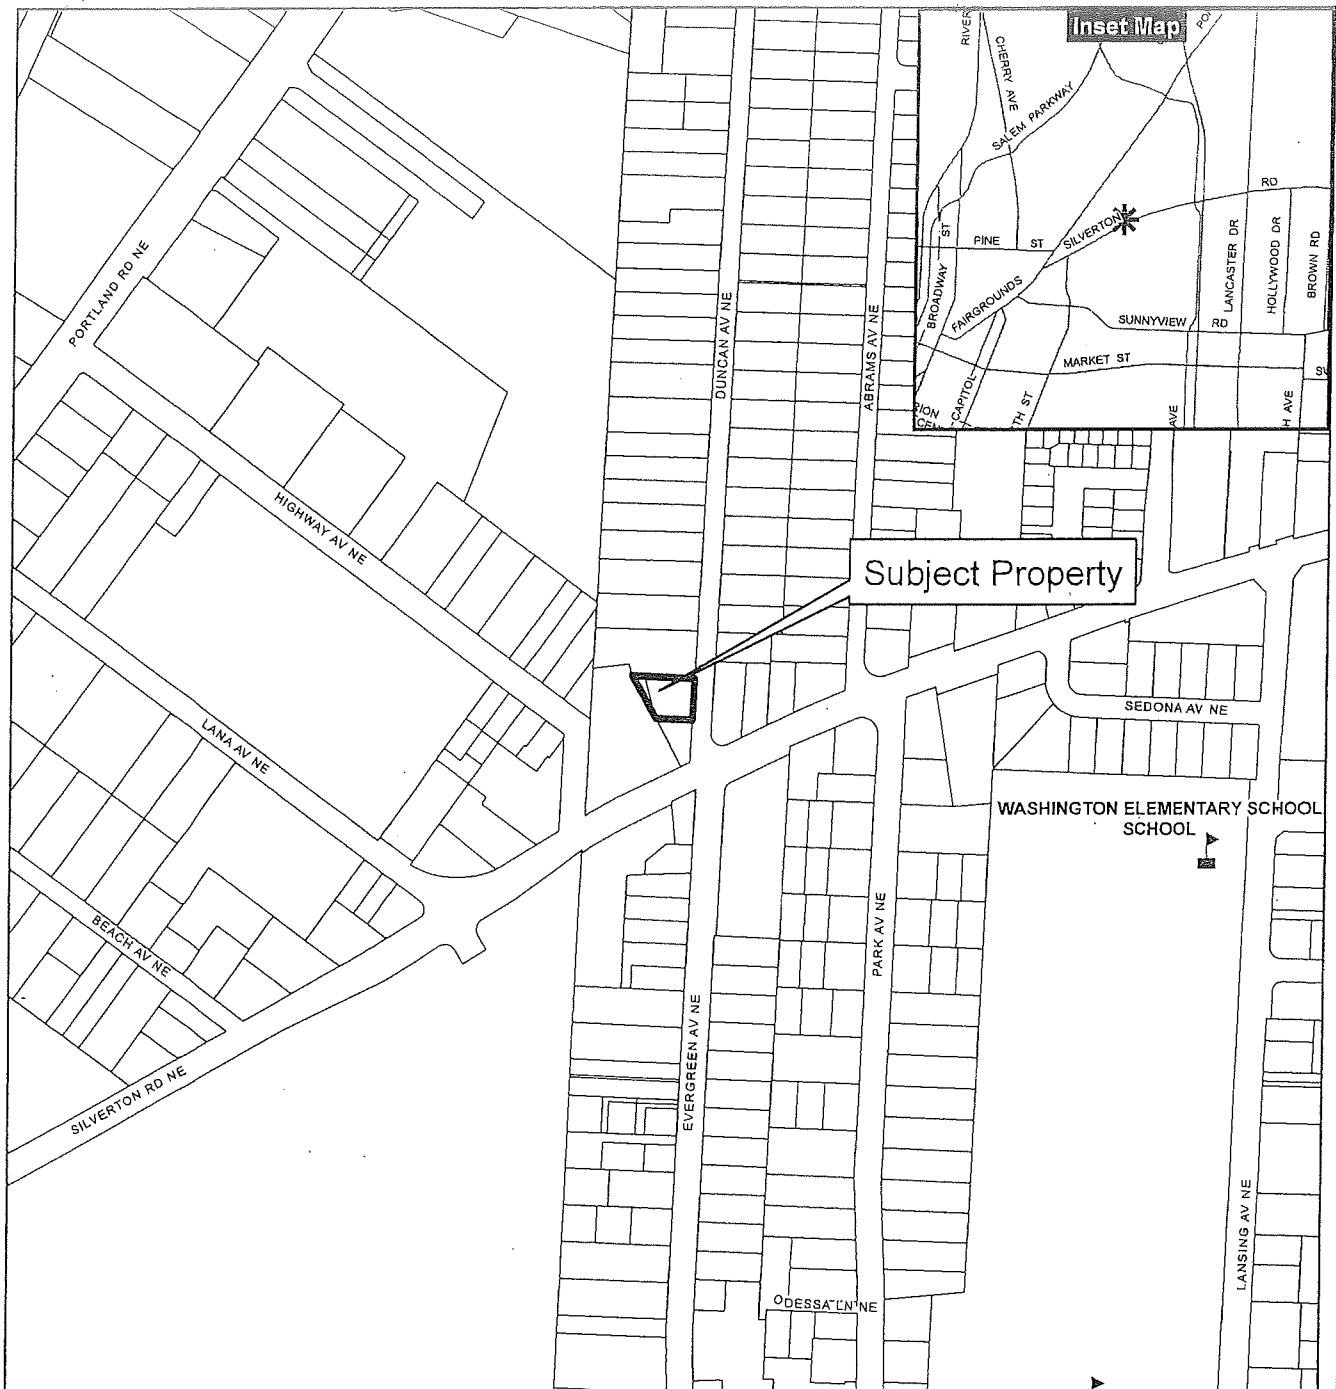 Inset Map
RIVER
CHERRY AVE
SALEM PARKWAY
RD
PINE ST
SILVERTON
BROADWAY ST
FAIRGROUNDS
LANCASTER DR
HOLLYWOOD DR
BROWN RD
SUNNYVIEW RD
MARKET ST
CAPITOL
TH ST
AVE
H AVE
PORTLAND RD NE
DUNCAN AV NE
ABRAMS AV NE
HIGHWAY AV NE
Subject Property
LANA AV NE
SEDONA AV NE
WASHINGTON ELEMENTARY SCHOOL
SCHOOL
BEACH AV NE
PARK AV NE
EVERGREEN AV NE
SILVERTON RD NE
LANSING AV NE
ODESSA LN NE